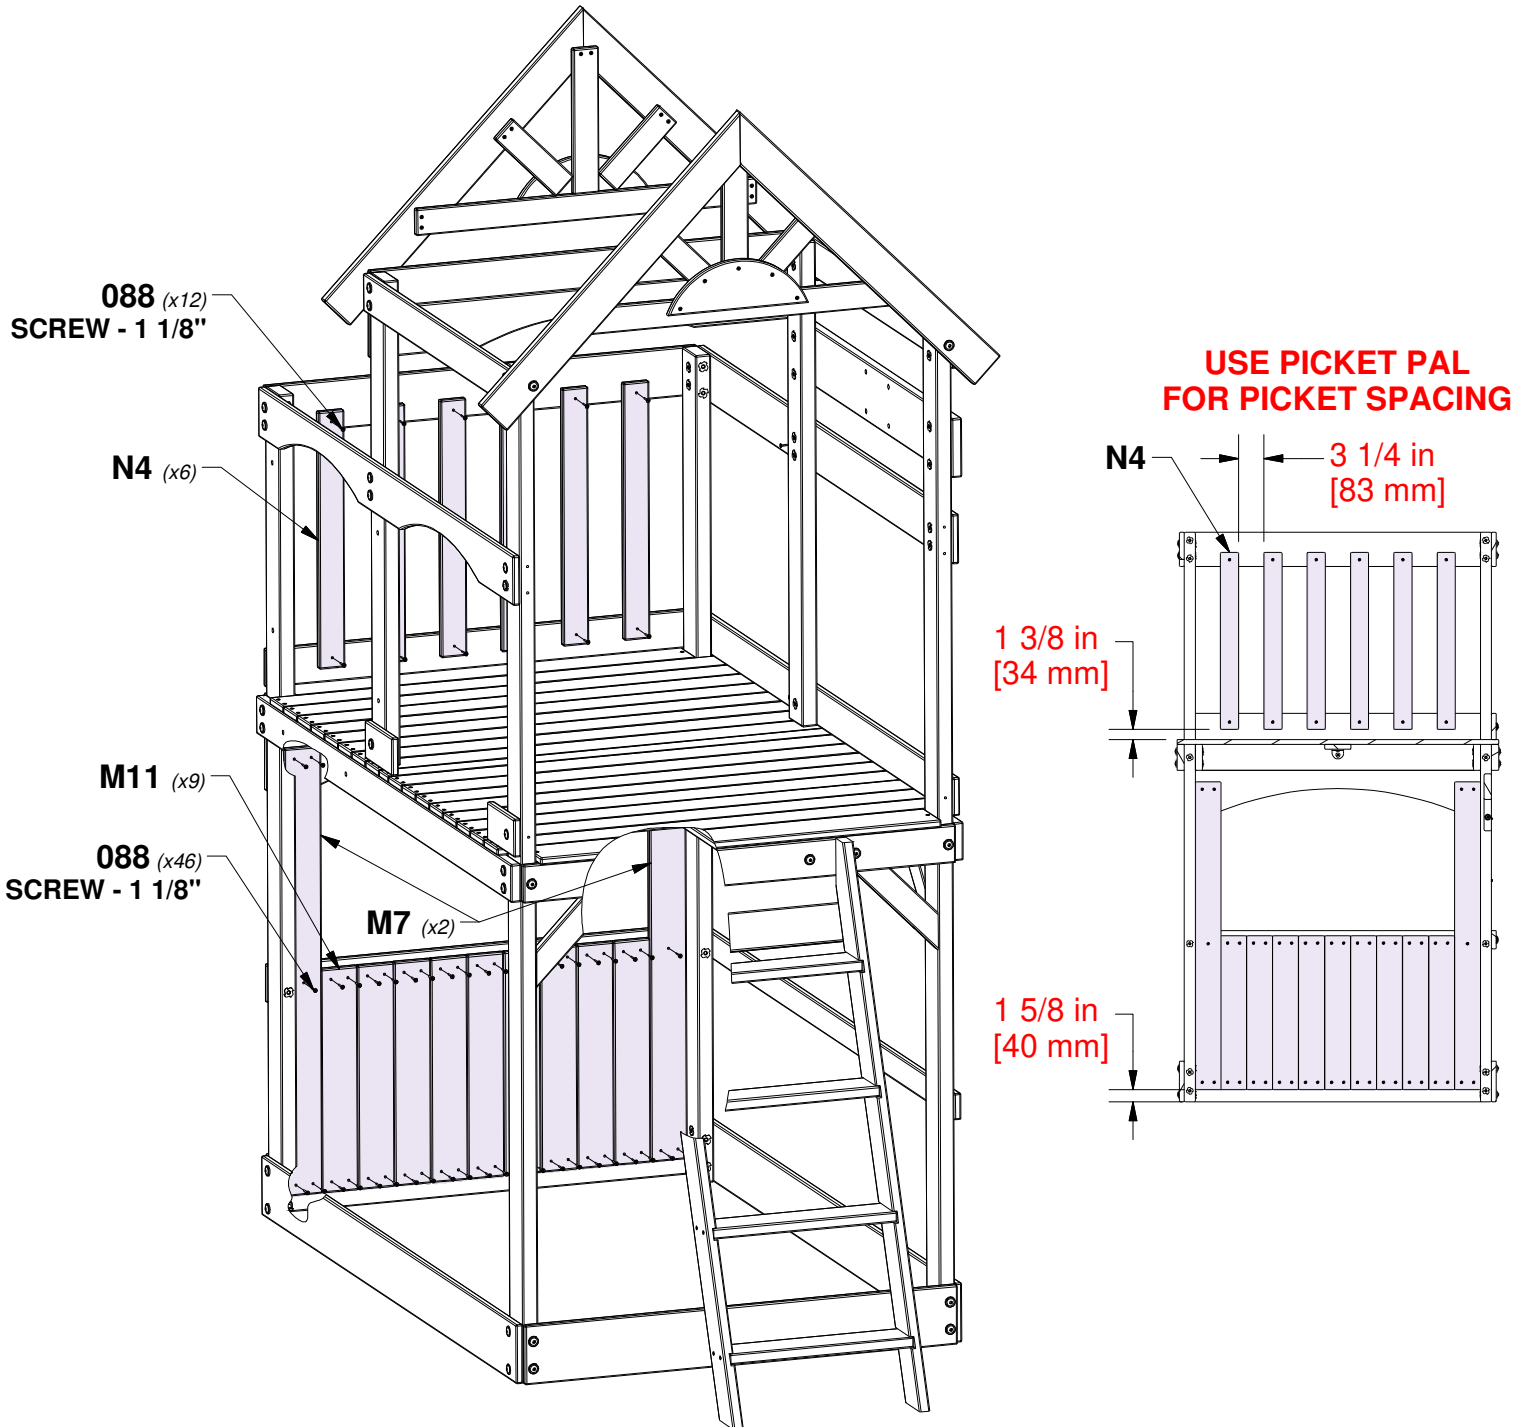 088 (x12)
SCREW - 1 1/8"
N4 (x6)
M11 (x9)
088 (x46)
SCREW - 1 1/8"
M7 (x2)
USE PICKET PAL
FOR PICKET SPACING
N4
3 1/4 in
[83 mm]
1 3/8 in
[34 mm]
1 5/8 in
[40 mm]